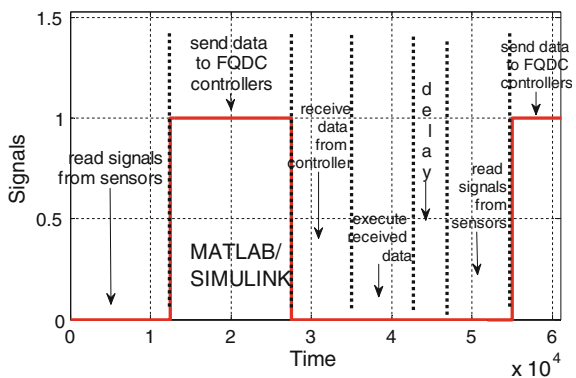 1.5
1
0.5
0
Signals
send data
to FQDC
controllers
read signals
from sensors
MATLAB/
SIMULINK
receive
data
from
controller
execute
received
data
d
e
l
a
y
read
signals
from
sensors
send data
to FQDC
controllers
0 1 2 3 4 5 6
Time
x 10⁴